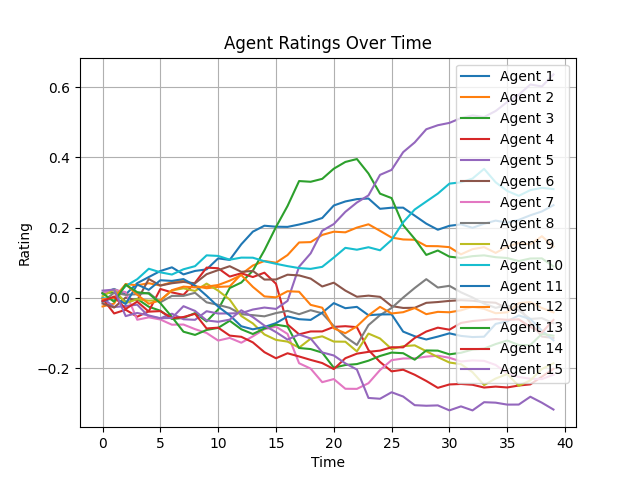 Agent Ratings Over Time
Rating
0.6
0.4
0.2
0.0
−0.2
0
5
10
15
20
25
30
35
40
Time
Agent 1
Agent 2
Agent 3
Agent 4
Agent 5
Agent 6
Agent 7
Agent 8
Agent 9
Agent 10
Agent 11
Agent 12
Agent 13
Agent 14
Agent 15